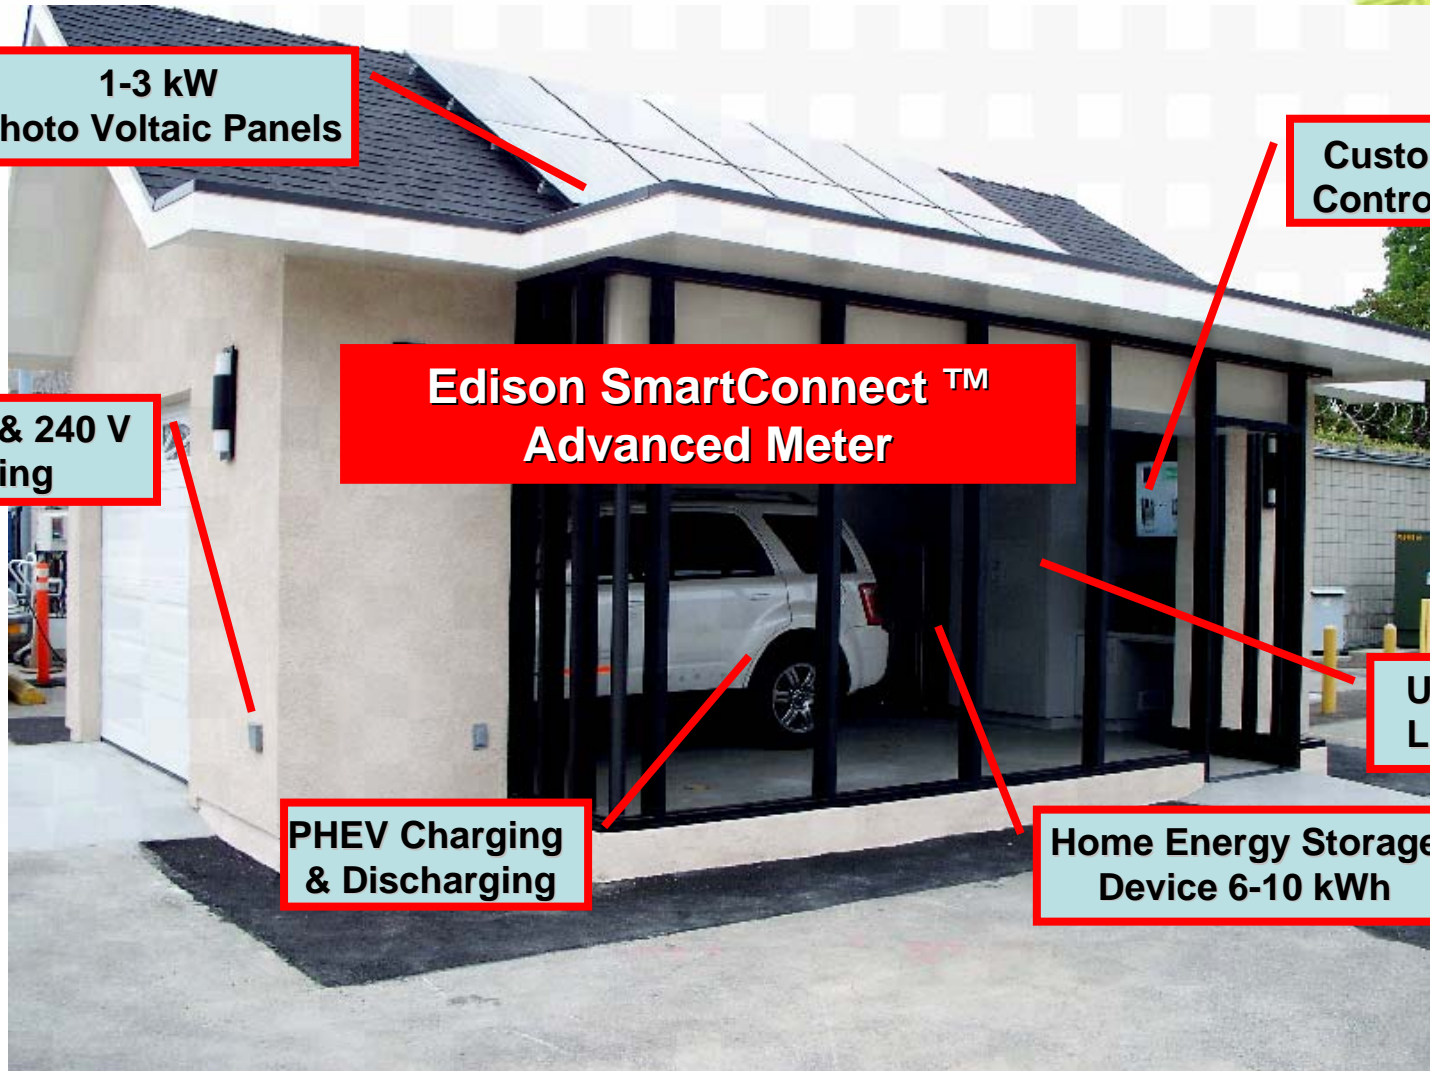 1-3 kW
hoto Voltaic Panels
Custo
Contro
Edison SmartConnect ™
Advanced Meter
& 240 V
ing
U
L
PHEV Charging
& Discharging
Home Energy Storage
Device 6-10 kWh